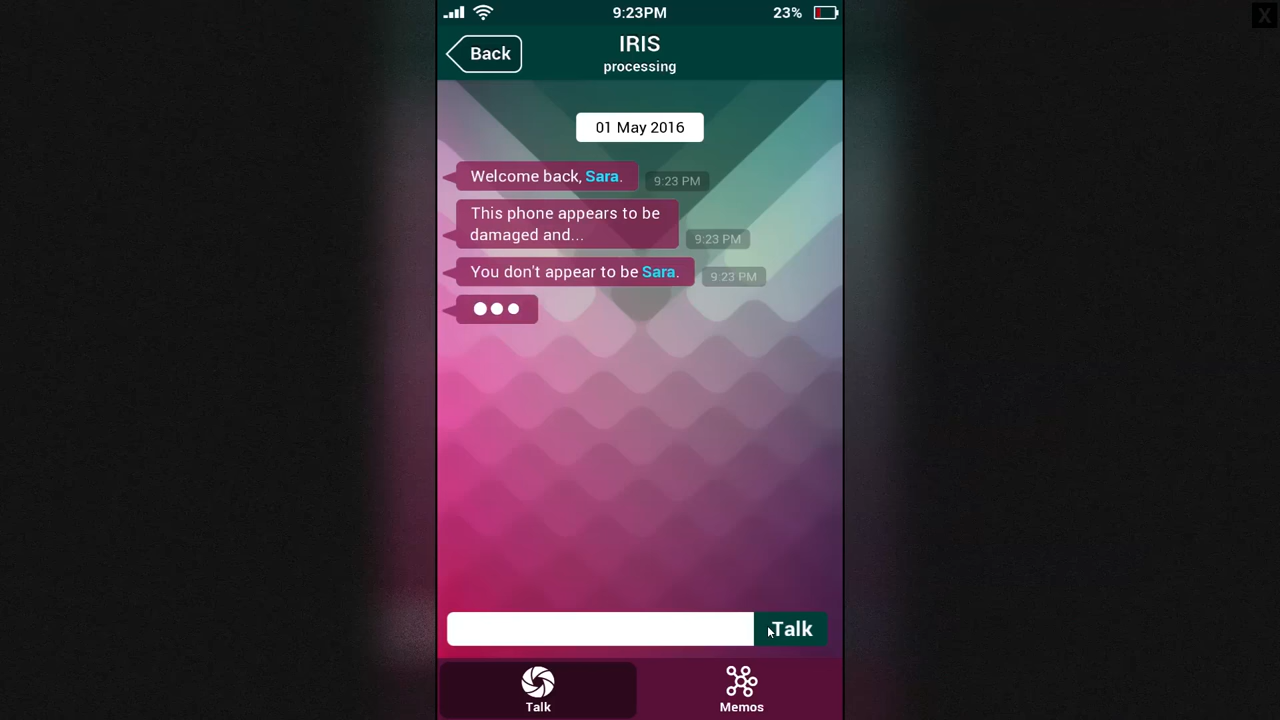 9:23PM
23%
X
Back
IRIS
processing
01 May 2016
Welcome back, Sara.
9:23 PM
This phone appears to be
damaged and...
9:23 PM
You don't appear to be Sara.
9:23 PM
Talk
Talk
Memos